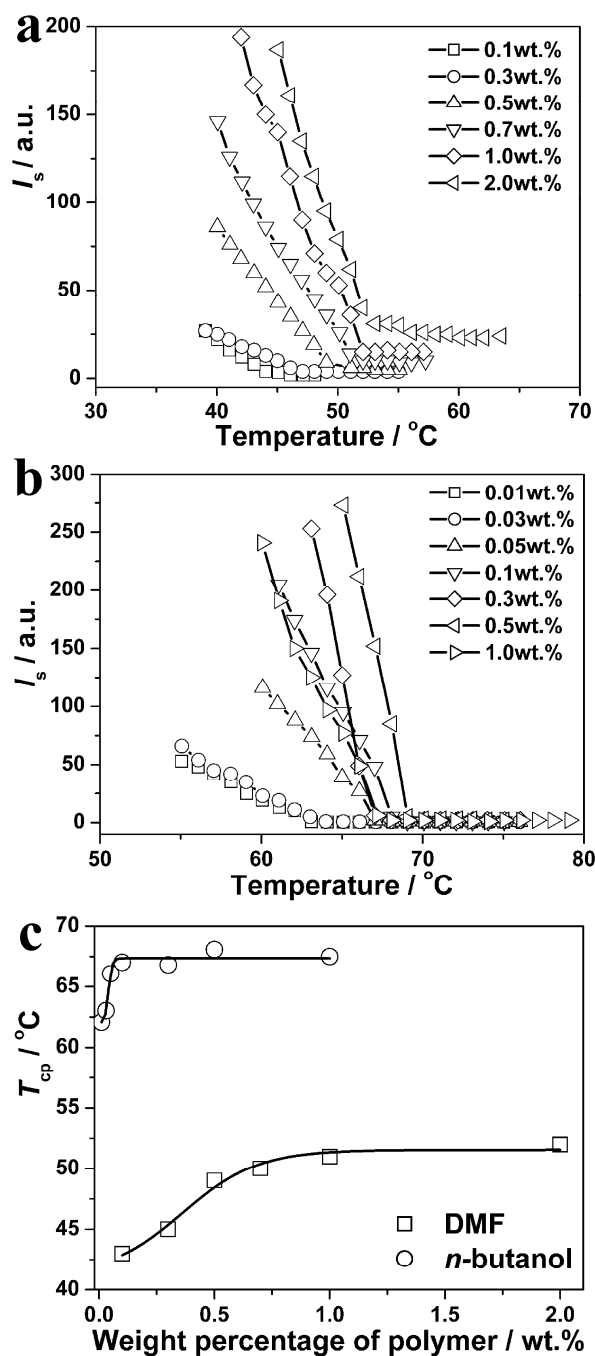 a
200
150
100
50
0
I_s / a.u.
0.1wt.%
0.3wt.%
0.5wt.%
0.7wt.%
1.0wt.%
2.0wt.%
30 40 50 60 70
Temperature / °C
b
300
250
200
150
100
50
0
I_s / a.u.
0.01wt.%
0.03wt.%
0.05wt.%
0.1wt.%
0.3wt.%
0.5wt.%
1.0wt.%
50 60 70 80
Temperature / °C
c
70
65
60
55
50
45
40
T_cp / °C
DMF
n-butanol
0.0 0.5 1.0 1.5 2.0
Weight percentage of polymer / wt.%